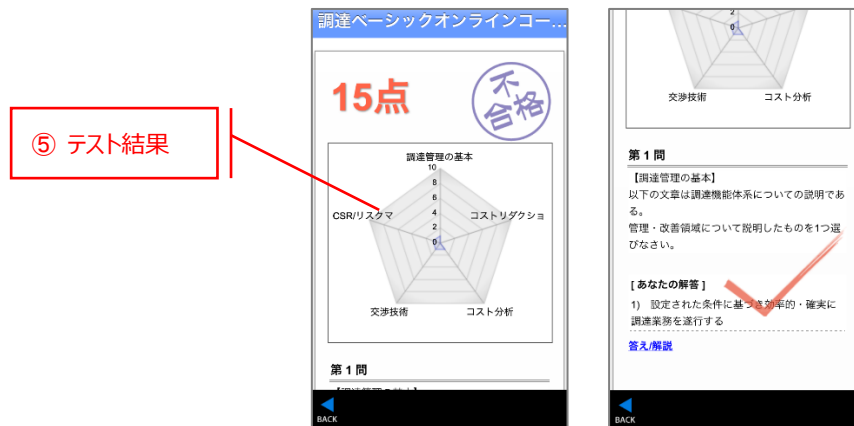 ⑤ テスト結果
調達ベーシックオンラインコー...
15点
不
合格
調達管理の基本
10
8
6
4
2
0
CSR/リスクマ
コストリダクショ
交渉技術
コスト分析
第1問
【調達管理の基本】
BACK
2
0
交渉技術
コスト分析
第1問
【調達管理の基本】
以下の文章は調達機能体系についての説明であ
る。
管理・改善領域について説明したものを1つ選
びなさい。
[あなたの解答]
1) 設定された条件に基づき効率的・確実に
調達業務を遂行する
答え/解説
BACK